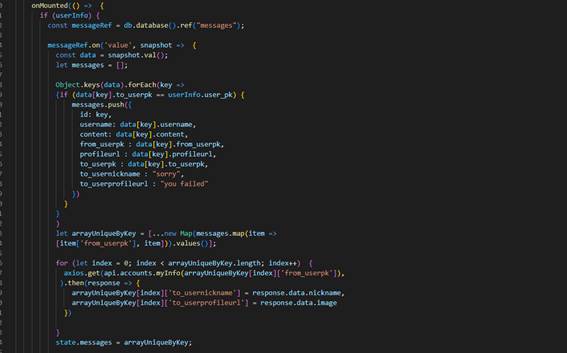 onMounted(() => {
if (userInfo) {
const messageRef = db.database().ref("messages");
messageRef.on('value', snapshot => {
const data = snapshot.val();
let messages = [];
Object.keys(data).forEach(key =>
{if (data[key].to_userpk == userInfo.user_pk) {
messages.push({
id: key,
username: data[key].username,
content: data[key].content,
from_userpk : data[key].from_userpk,
profileurl : data[key].profileurl,
to_userpk : data[key].to_userpk,
to_usernickname : "sorry",
to_userprofileurl : "you failed"
})
}
}
)
let arrayUniqueByKey = [...new Map(messages.map(item =>
[item['from_userpk'], item])).values()];
for (let index = 0; index < arrayUniqueByKey.length; index++) {
axios.get(api.accounts.myInfo(arrayUniqueByKey[index]['from_userpk']),
).then(response => {
arrayUniqueByKey[index]['to_usernickname'] = response.data.nickname,
arrayUniqueByKey[index]['to_userprofileurl'] = response.data.image
})
}
state.messages = arrayUniqueByKey;